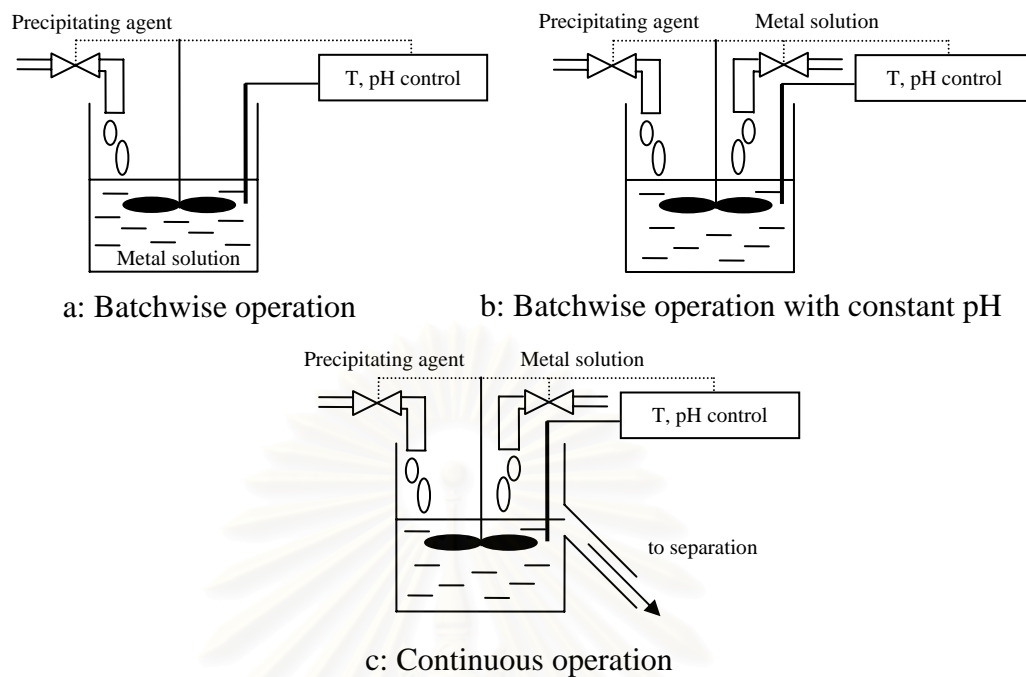 Precipitating agent
T, pH control
Metal solution
a: Batchwise operation
Precipitating agent
Metal solution
T, pH control
b: Batchwise operation with constant pH
Precipitating agent
Metal solution
T, pH control
to separation
c: Continuous operation